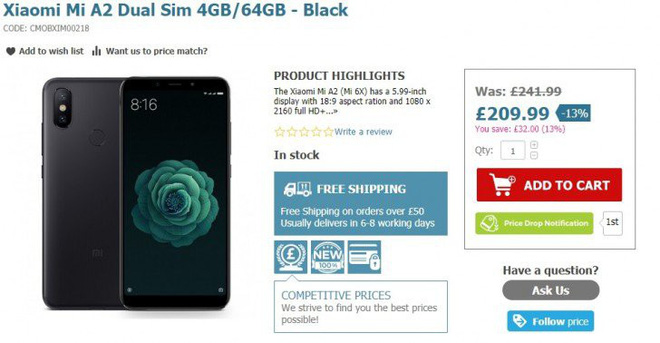 Xiaomi Mi A2 Dual Sim 4GB/64GB - Black
CODE: CMOBXIM00218
Add to wish list
Want us to price match?
8:16
MI
PRODUCT HIGHLIGHTS
The Xiaomi Mi A2 (Mi 6X) has a 5.99-inch
display with 18:9 aspect ration and 1080 x
2160 full HD+...»
Write a review
In stock
FREE SHIPPING
Free Shipping on orders over £50
Usually delivers in 6-8 working days
£
NEW
100%
COMPETITIVE PRICES
We strive to find you the best prices
possible!
Was: £241.99
£209.99 -13%
You save: £32.00 (13%)
Qty: 1
ADD TO CART
Price Drop Notification
1st
Have a question?
Ask Us
Follow price